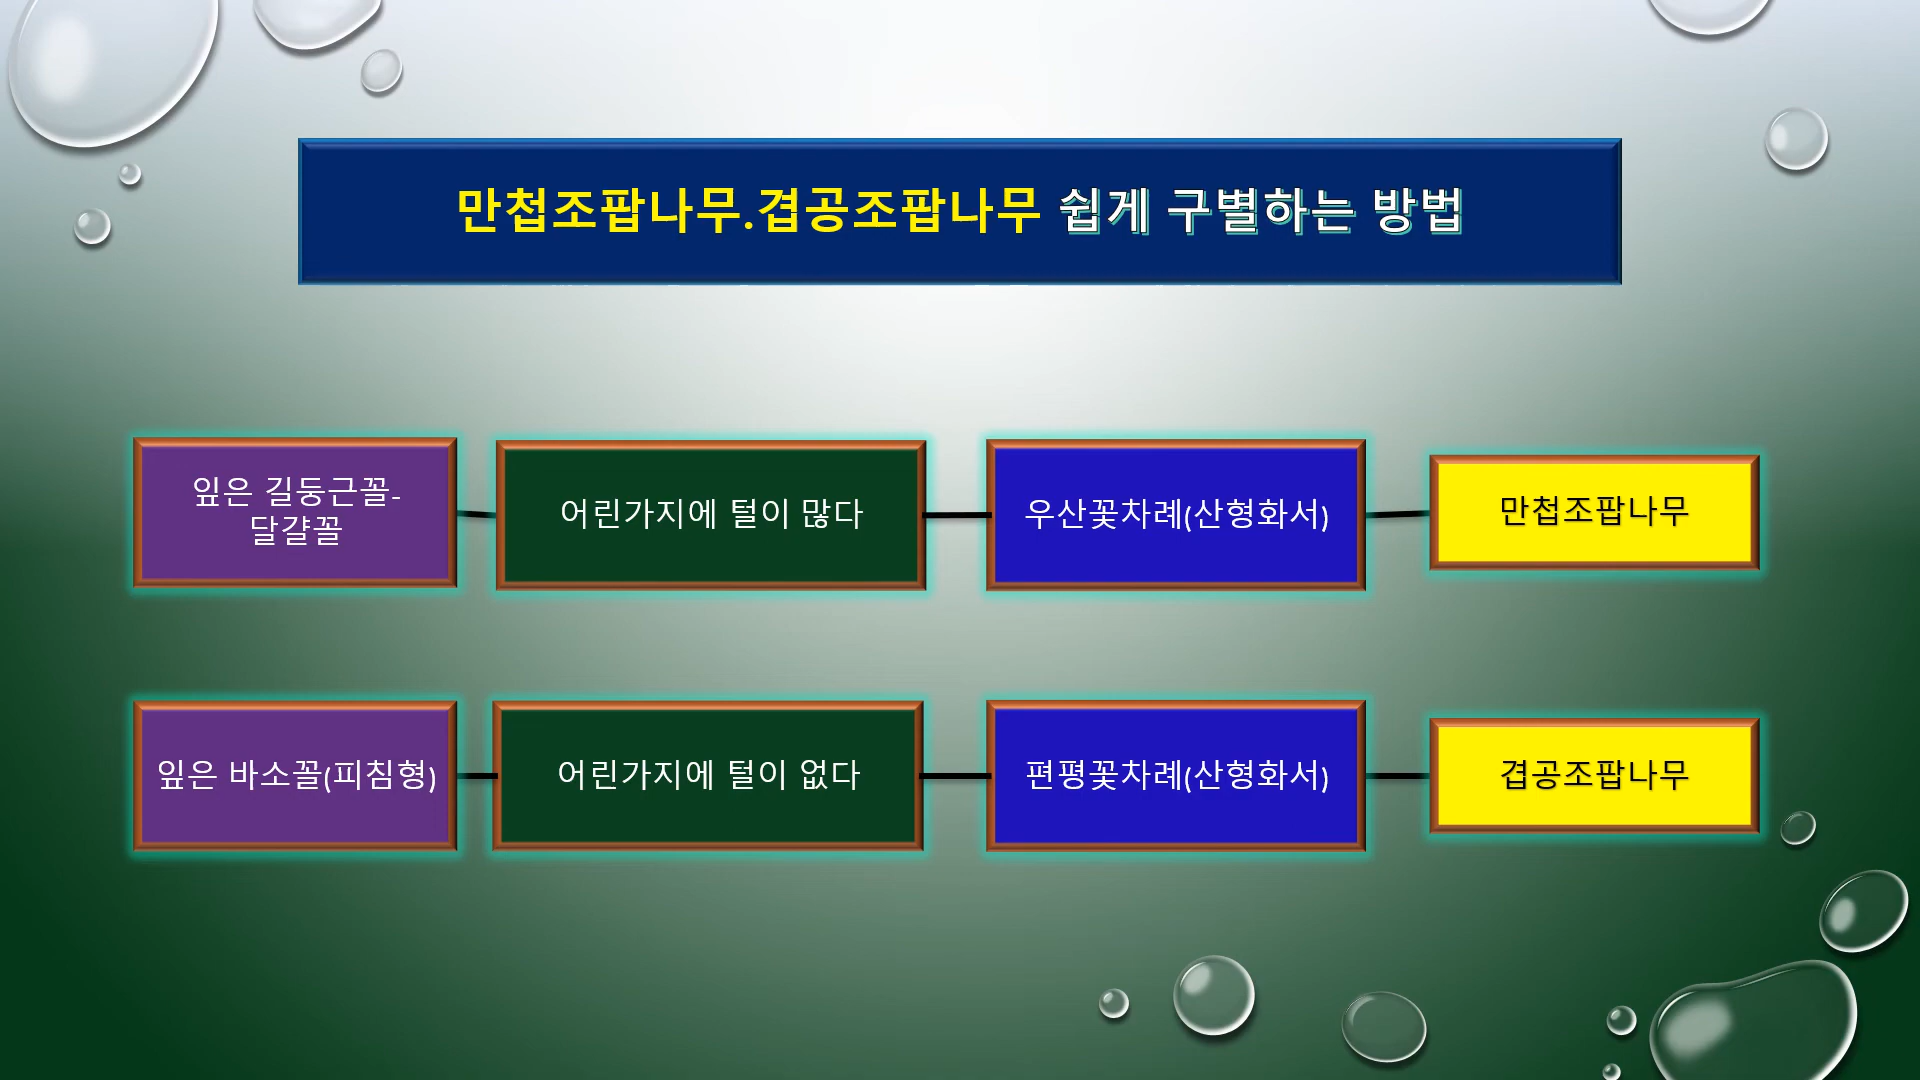 만첩조팝나무.겹공조팝나무 쉽게 구별하는 방법
잎은 길둥근꼴-
달걀꼴
어린가지에 털이 많다
우산꽃차례(산형화서)
만첩조팝나무
잎은 바소꼴(피침형)
어린가지에 털이 없다
편평꽃차례(산형화서)
겹공조팝나무